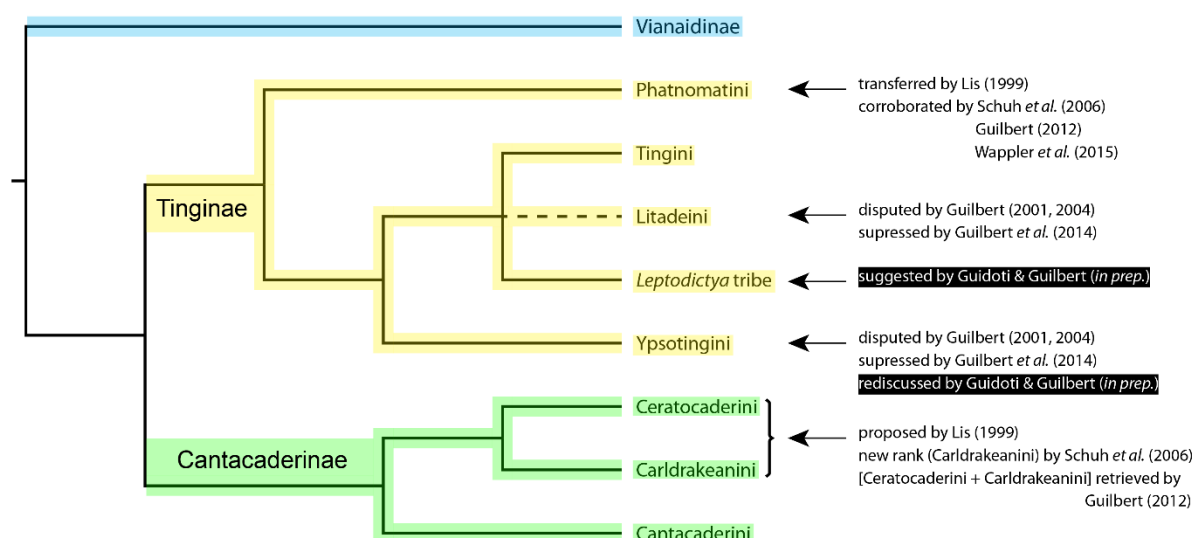 Vianaidinae
Phatnomatini
transferred by Lis (1999)
corroborated by Schuh et al. (2006)
Guilbert (2012)
Wappler et al. (2015)
Tingini
Tinginae
Litadeini
disputed by Guilbert (2001, 2004)
supressed by Guilbert et al. (2014)
Leptodictya tribe
suggested by Guidoti & Guilbert (in prep.)
Ypsotingini
disputed by Guilbert (2001, 2004)
supressed by Guilbert et al. (2014)
rediscussed by Guidoti & Guilbert (in prep.)
Ceratocaderini
Cantacaderinae
Carldrakeanini
proposed by Lis (1999)
new rank (Carldrakeanini) by Schuh et al. (2006)
[Ceratocaderini + Carldrakeanini] retrieved by
Guilbert (2012)
Cantacaderini